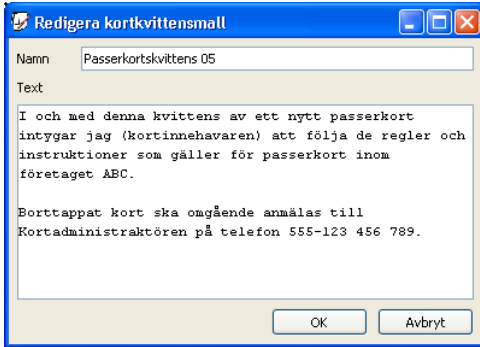 Redigera kortkvittensmall
Namn Passerkortskvittens 05
Text
I och med denna kvittens av ett nytt passerkort
intygar jag (kortinnehavaren) att följa de regler och
instruktioner som gäller för passerkort inom
företaget ABC.
Borttappat kort ska omgående anmälas till
Kortadministraktören på telefon 555-123 456 789.
OK Avbryt